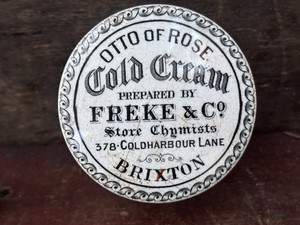 OTTO OF ROSE
Cold Cream
PREPARED BY
FREKE & Co
Store Chymists
378·COLDHARBOUR LANE
BRIXTON